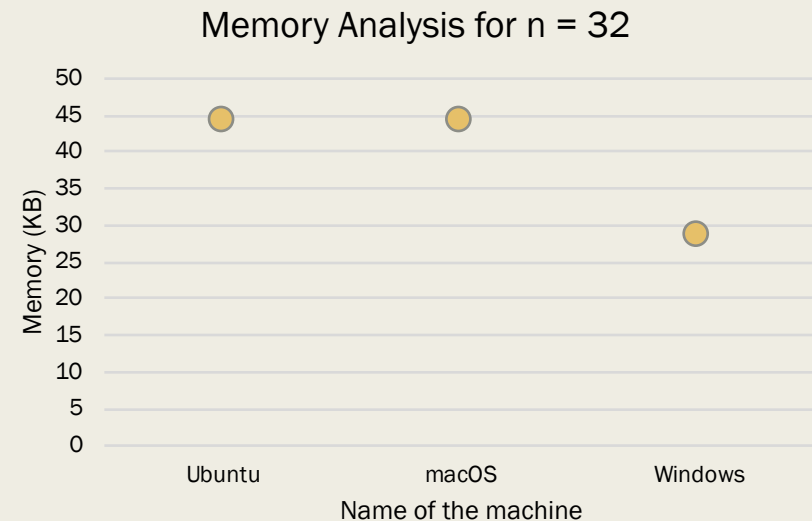 Memory Analysis for n = 32
50
45
40
35
30
25
20
15
10
5
0
Memory (KB)
Ubuntu macOS Windows
Name of the machine